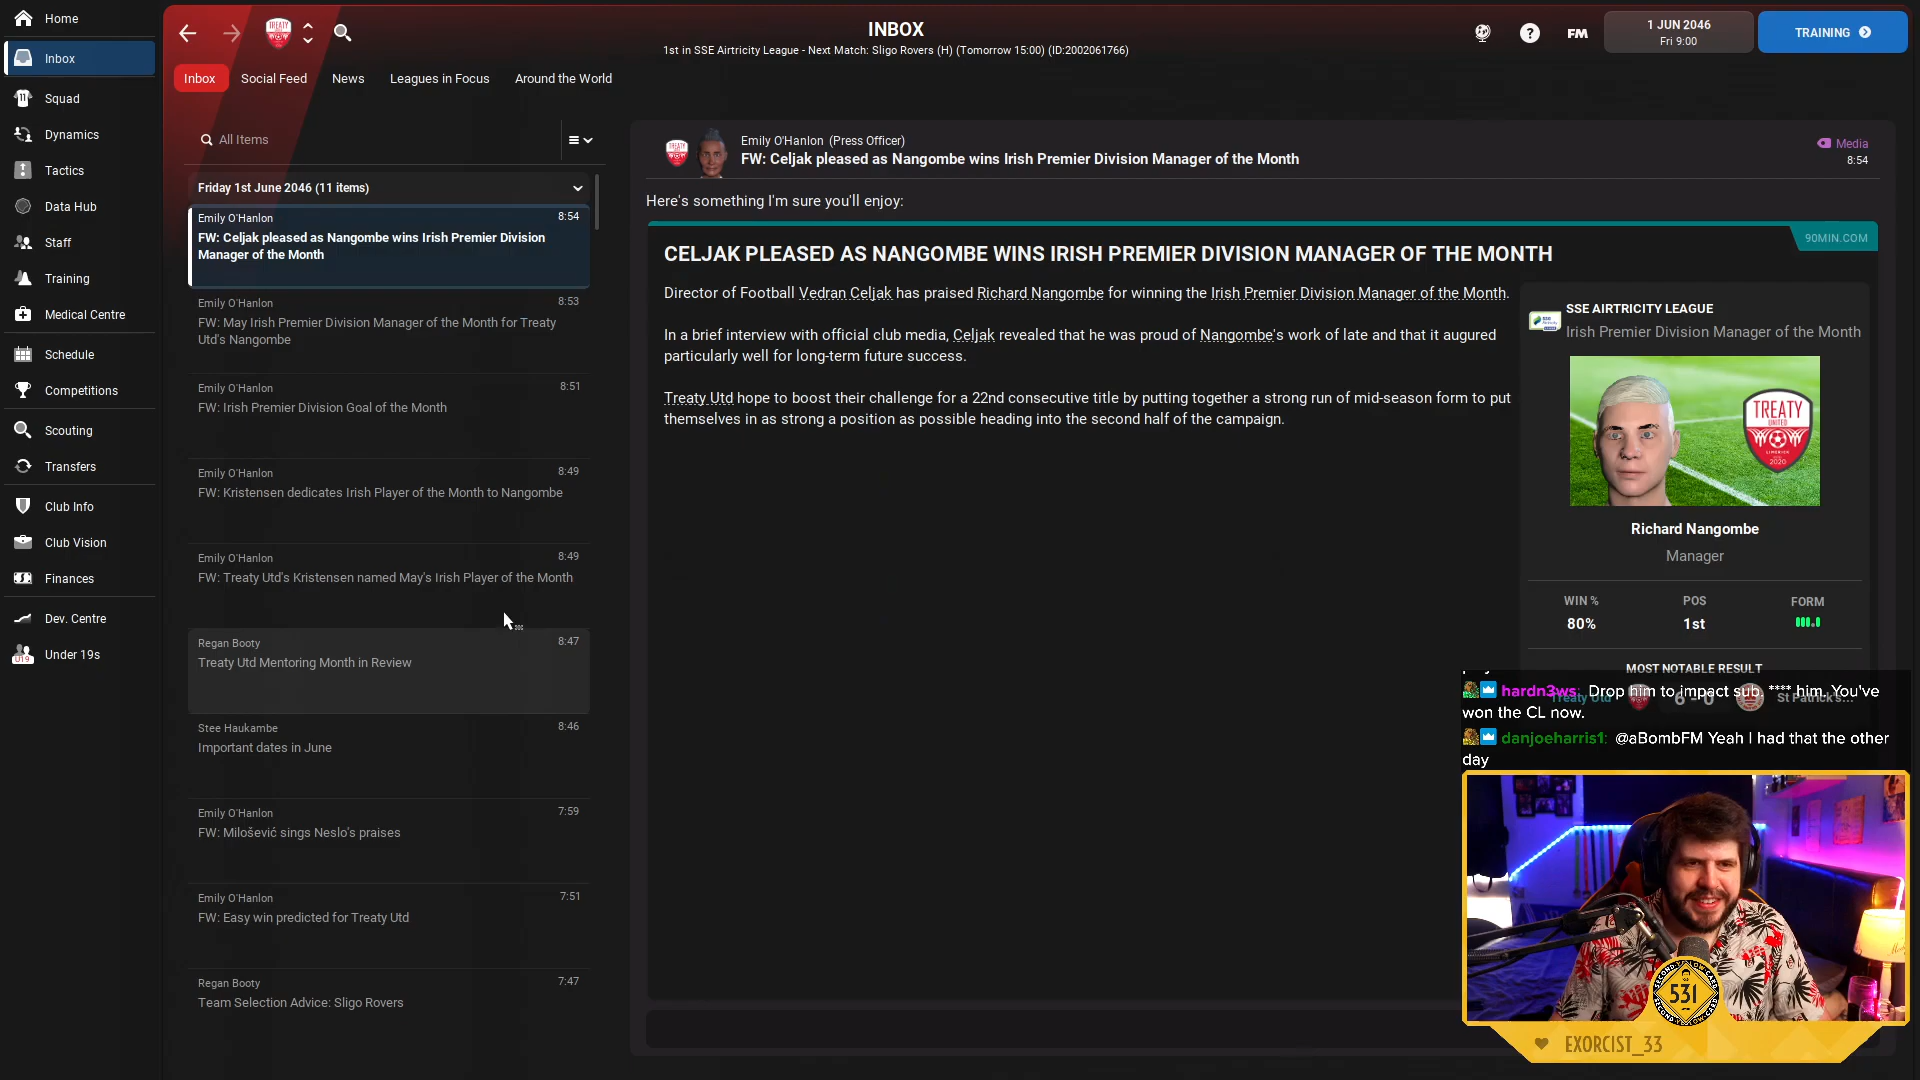 Home
Inbox
Squad
Dynamics
Tactics
Data Hub
Staff
Training
Medical Centre
Schedule
Competitions
Scouting
Transfers
Club Info
Club Vision
Finances
Dev. Centre
Under 19s
INBOX
1st in SSE Airtricity League - Next Match: Sligo Rovers (H) (Tomorrow 15:00) (ID:2002061766)
FM
1 JUN 2046
Fri 9:00
TRAINING
Inbox Social Feed News Leagues in Focus Around the World
All Items
Friday 1st June 2046 (11 items)
Emily O'Hanlon 8:54
FW: Celjak pleased as Nangombe wins Irish Premier Division
Manager of the Month
Emily O'Hanlon 8:53
FW: May Irish Premier Division Manager of the Month for Treaty
Utd's Nangombe
Emily O'Hanlon 8:51
FW: Irish Premier Division Goal of the Month
Emily O'Hanlon 8:49
FW: Kristensen dedicates Irish Player of the Month to Nangombe
Emily O'Hanlon 8:49
FW: Treaty Utd's Kristensen named May's Irish Player of the Month
Regan Booty 8:47
Treaty Utd Mentoring Month in Review
Stee Haukambe 8:46
Important dates in June
Emily O'Hanlon 7:59
FW: Milošević sings Neslo's praises
Emily O'Hanlon 7:51
FW: Easy win predicted for Treaty Utd
Regan Booty 7:47
Team Selection Advice: Sligo Rovers
Emily O'Hanlon (Press Officer)
FW: Celjak pleased as Nangombe wins Irish Premier Division Manager of the Month
Media
8:54
Here's something I'm sure you'll enjoy:
90MIN.COM
CELJAK PLEASED AS NANGOMBE WINS IRISH PREMIER DIVISION MANAGER OF THE MONTH
Director of Football Vedran Celjak has praised Richard Nangombe for winning the Irish Premier Division Manager of the Month.
In a brief interview with official club media, Celjak revealed that he was proud of Nangombe's work of late and that it augured
particularly well for long-term future success.
Treaty Utd hope to boost their challenge for a 22nd consecutive title by putting together a strong run of mid-season form to put
themselves in as strong a position as possible heading into the second half of the campaign.
SSE AIRTRICITY LEAGUE
Irish Premier Division Manager of the Month
TREATY
UNITED
LIMERICK
2020
Richard Nangombe
Manager
WIN % POS FORM
80% 1st
MOST NOTABLE RESULT
Treaty Utd 6 - 0 St Patrick's...
hardn3ws: Drop him to impact sub. **** him. You've
won the CL now.
danjoeharris1: @aBombFM Yeah I had that the other
day
SECOND YELLOW CARD
531
EXORCIST_33